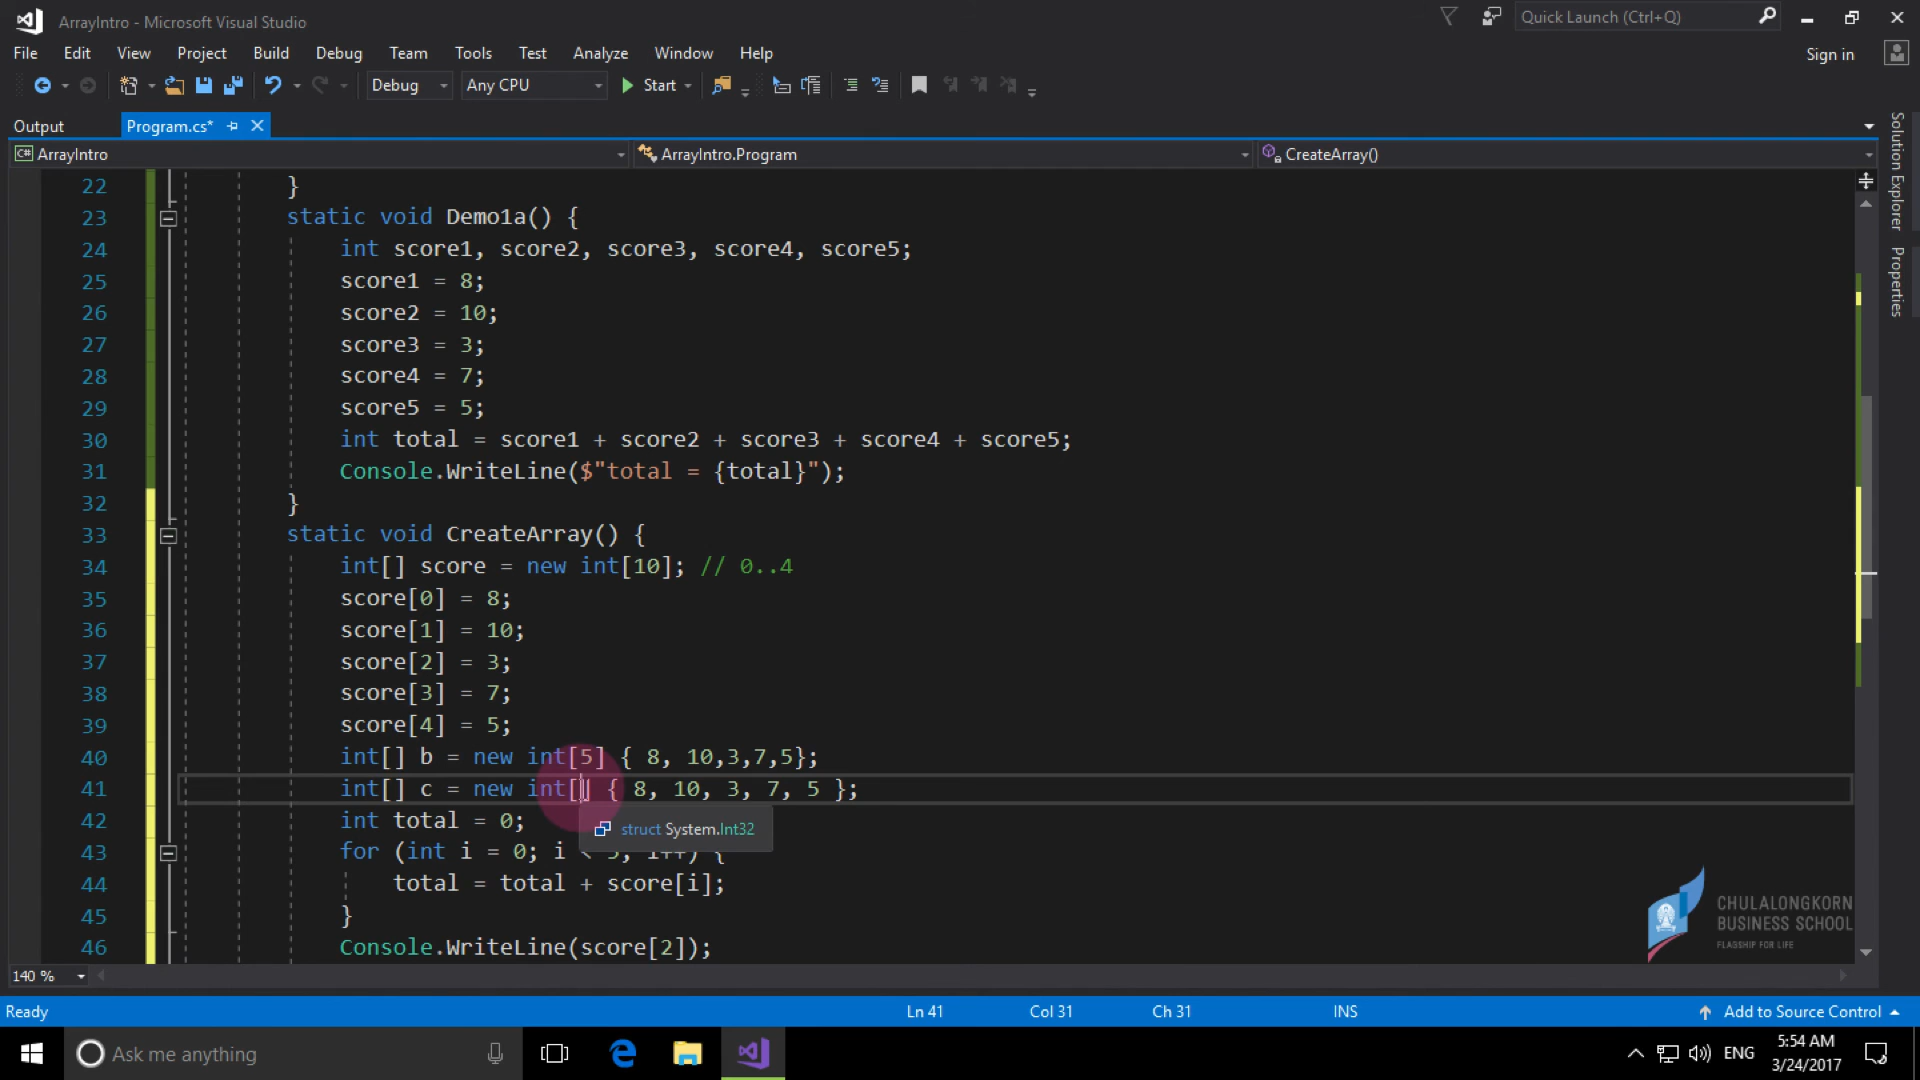 ArrayIntro - Microsoft Visual Studio
Quick Launch (Ctrl+Q)
File Edit View Project Build Debug Team Tools Test Analyze Window Help
Sign in
Debug Any CPU Start
Output Program.cs*
ArrayIntro ArrayIntro.Program CreateArray()
Solution Explorer
Properties
22 }
23 static void Demo1a() {
24 int score1, score2, score3, score4, score5;
25 score1 = 8;
26 score2 = 10;
27 score3 = 3;
28 score4 = 7;
29 score5 = 5;
30 int total = score1 + score2 + score3 + score4 + score5;
31 Console.WriteLine($"total = {total}");
32 }
33 static void CreateArray() {
34 int[] score = new int[10]; // 0..4
35 score[0] = 8;
36 score[1] = 10;
37 score[2] = 3;
38 score[3] = 7;
39 score[4] = 5;
40 int[] b = new int[5] { 8, 10,3,7,5};
41 int[] c = new int[] { 8, 10, 3, 7, 5 };
struct System.Int32
42 int total = 0;
43 for (int i = 0; i < 
44 total = total + score[i];
45 }
46 Console.WriteLine(score[2]);
CHULALONGKORN
BUSINESS SCHOOL
FLAGSHIP FOR LIFE
140 %
Ready Ln 41 Col 31 Ch 31 INS Add to Source Control
Ask me anything
ENG
5:54 AM
3/24/2017